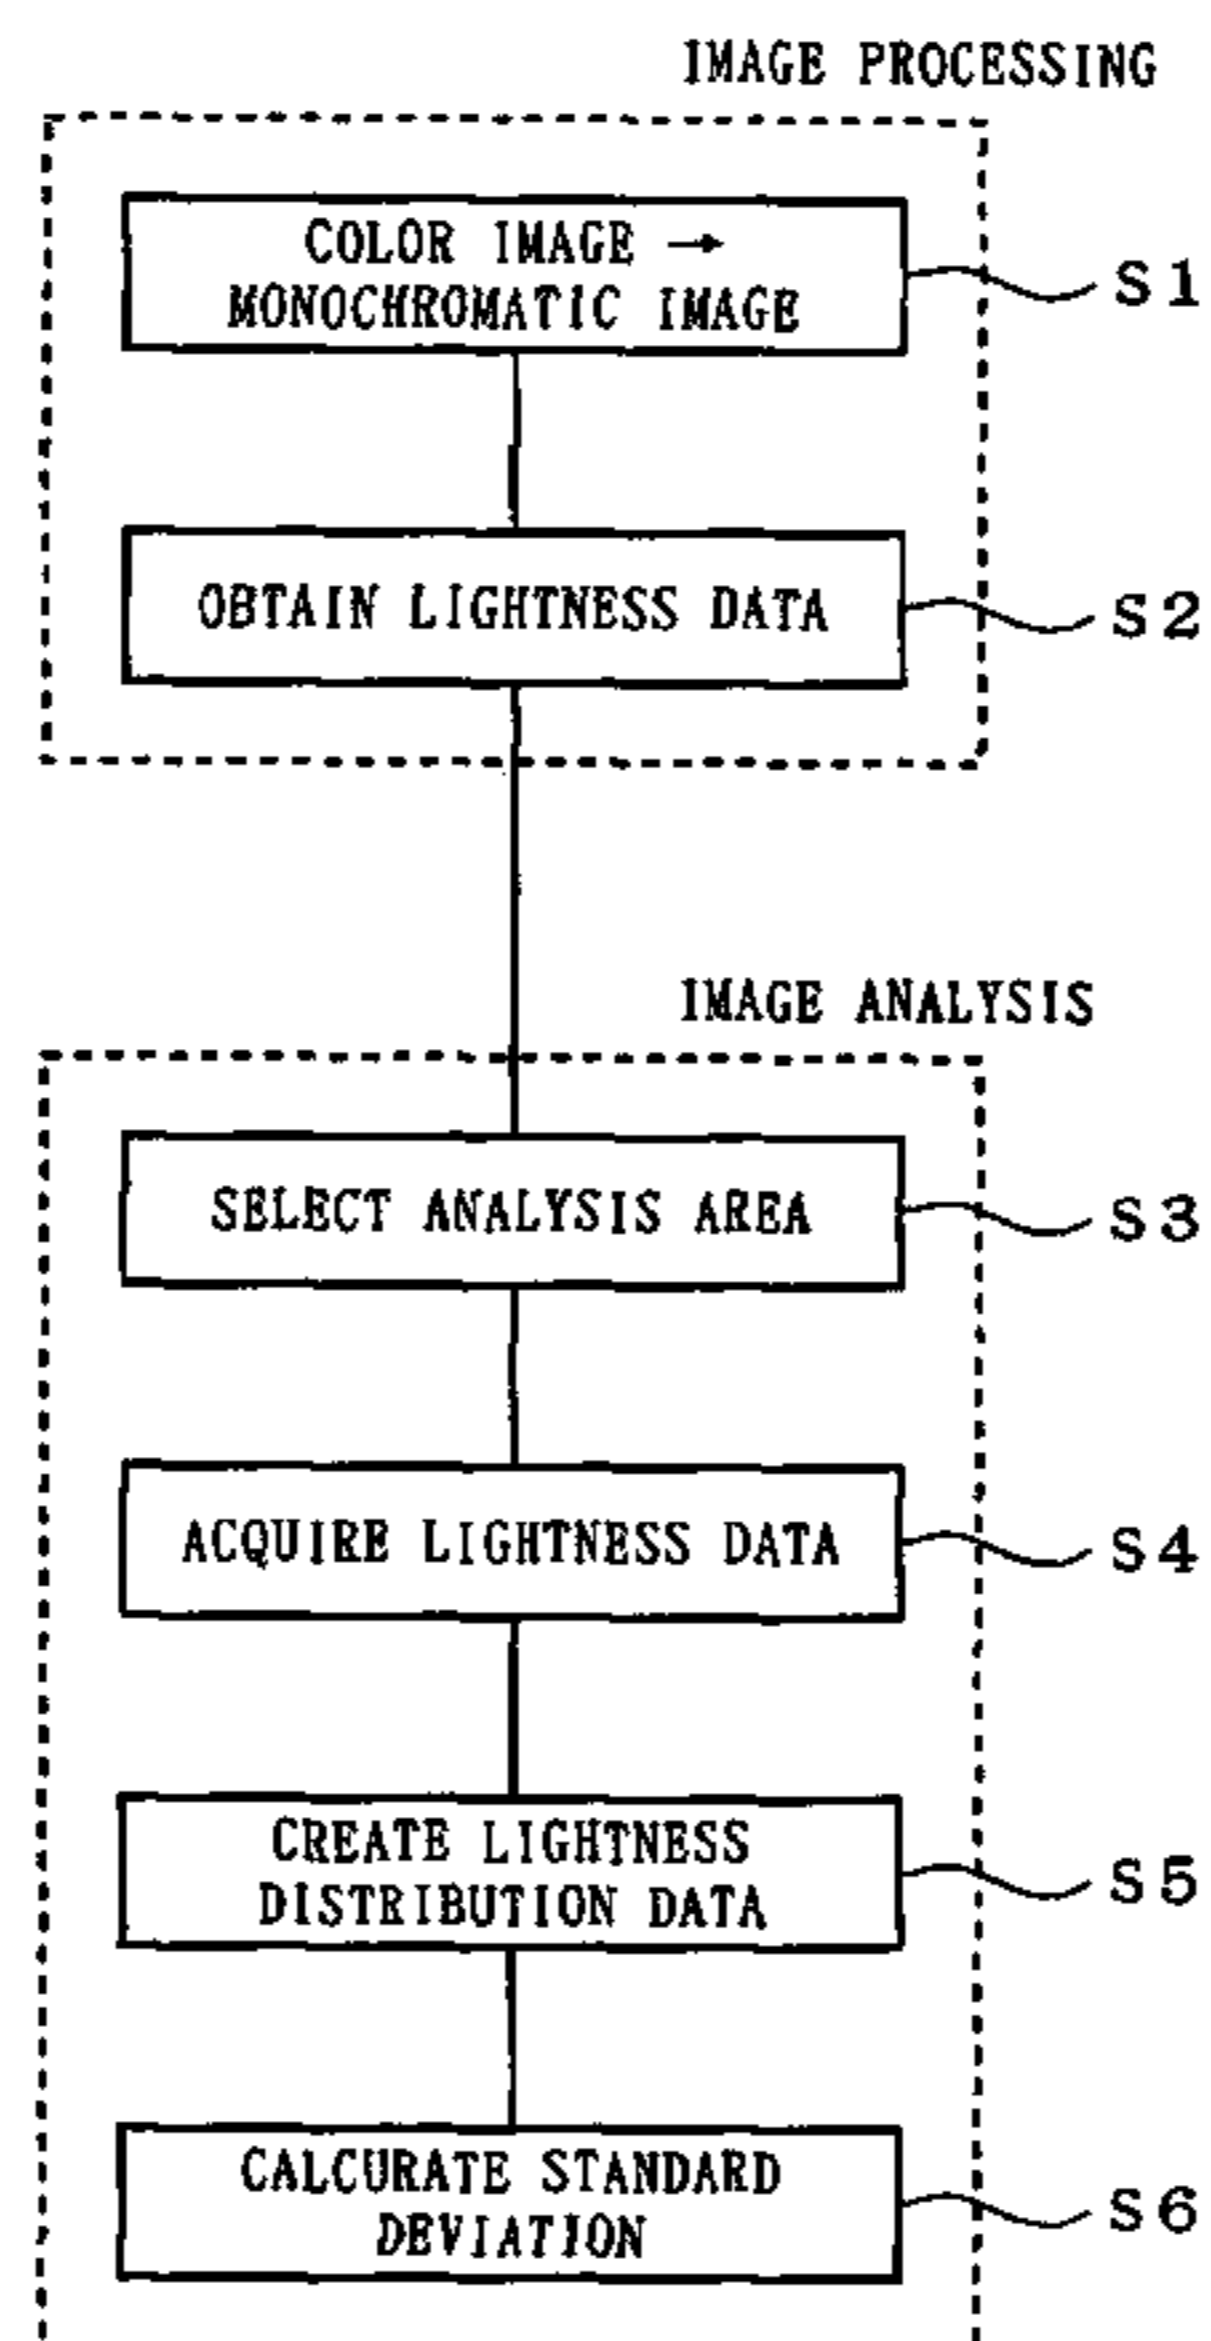 IMAGE PROCESSING
COLOR IMAGE →
MONOCHROMATIC IMAGE
S1
OBTAIN LIGHTNESS DATA
S2
IMAGE ANALYSIS
SELECT ANALYSIS AREA
S3
ACQUIRE LIGHTNESS DATA
S4
CREATE LIGHTNESS
DISTRIBUTION DATA
S5
CALCURATE STANDARD
DEVIATION
S6